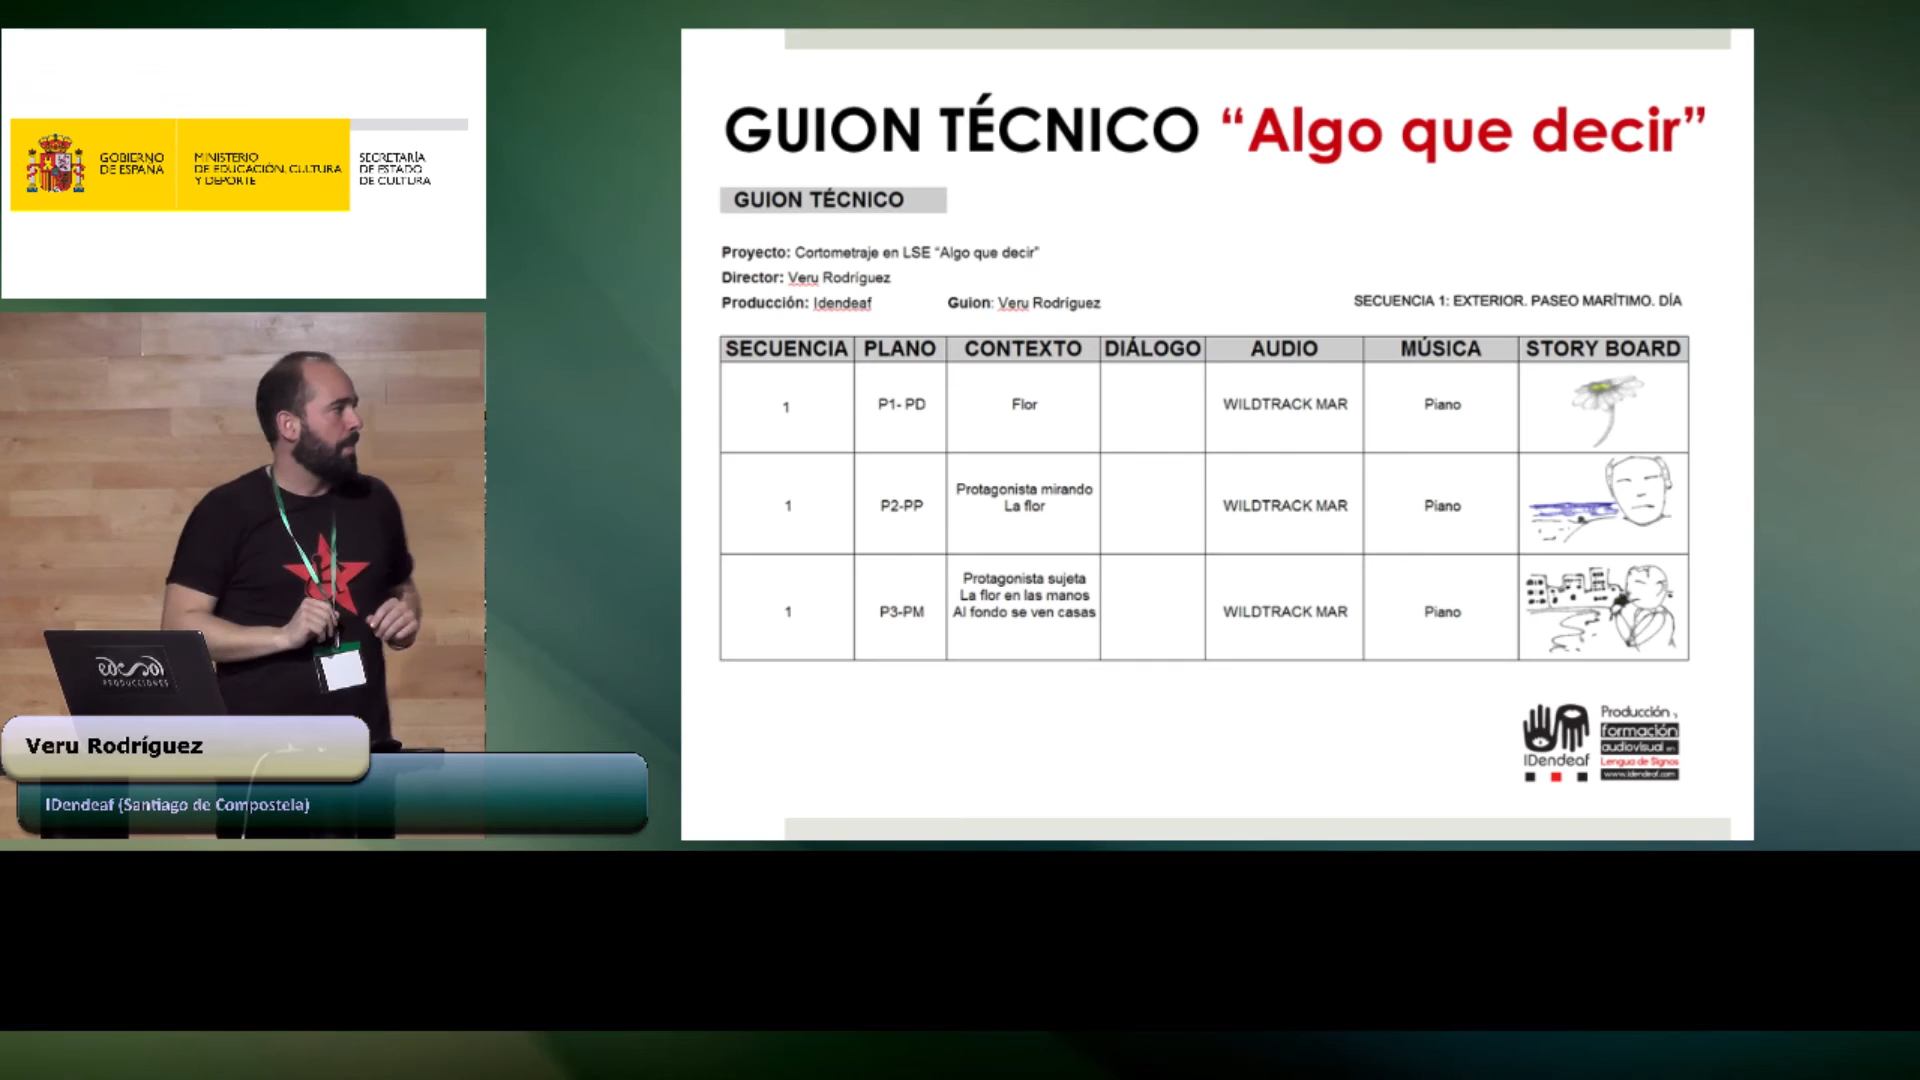 GOBIERNO
DE ESPAÑA
MINISTERIO
DE EDUCACIÓN, CULTURA
Y DEPORTE
SECRETARÍA
DE ESTADO
DE CULTURA
GUION TÉCNICO “Algo que decir”
GUION TÉCNICO
Proyecto: Cortometraje en LSE “Algo que decir”
Director: Veru Rodríguez
Producción: Idendeaf Guion: Veru Rodríguez
SECUENCIA 1: EXTERIOR. PASEO MARÍTIMO. DÍA
SECUENCIA PLANO CONTEXTO DIÁLOGO AUDIO MÚSICA STORY BOARD
1 P1- PD Flor WILDTRACK MAR Piano
1 P2-PP Protagonista mirando
La flor WILDTRACK MAR Piano
1 P3-PM Protagonista sujeta
La flor en las manos
Al fondo se ven casas WILDTRACK MAR Piano
IDendeaf
Producción y
formación
audiovisual en
Lengua de Signos
www.idendeaf.com
PRODUCCIONES
Veru Rodríguez
IDendeaf (Santiago de Compostela)